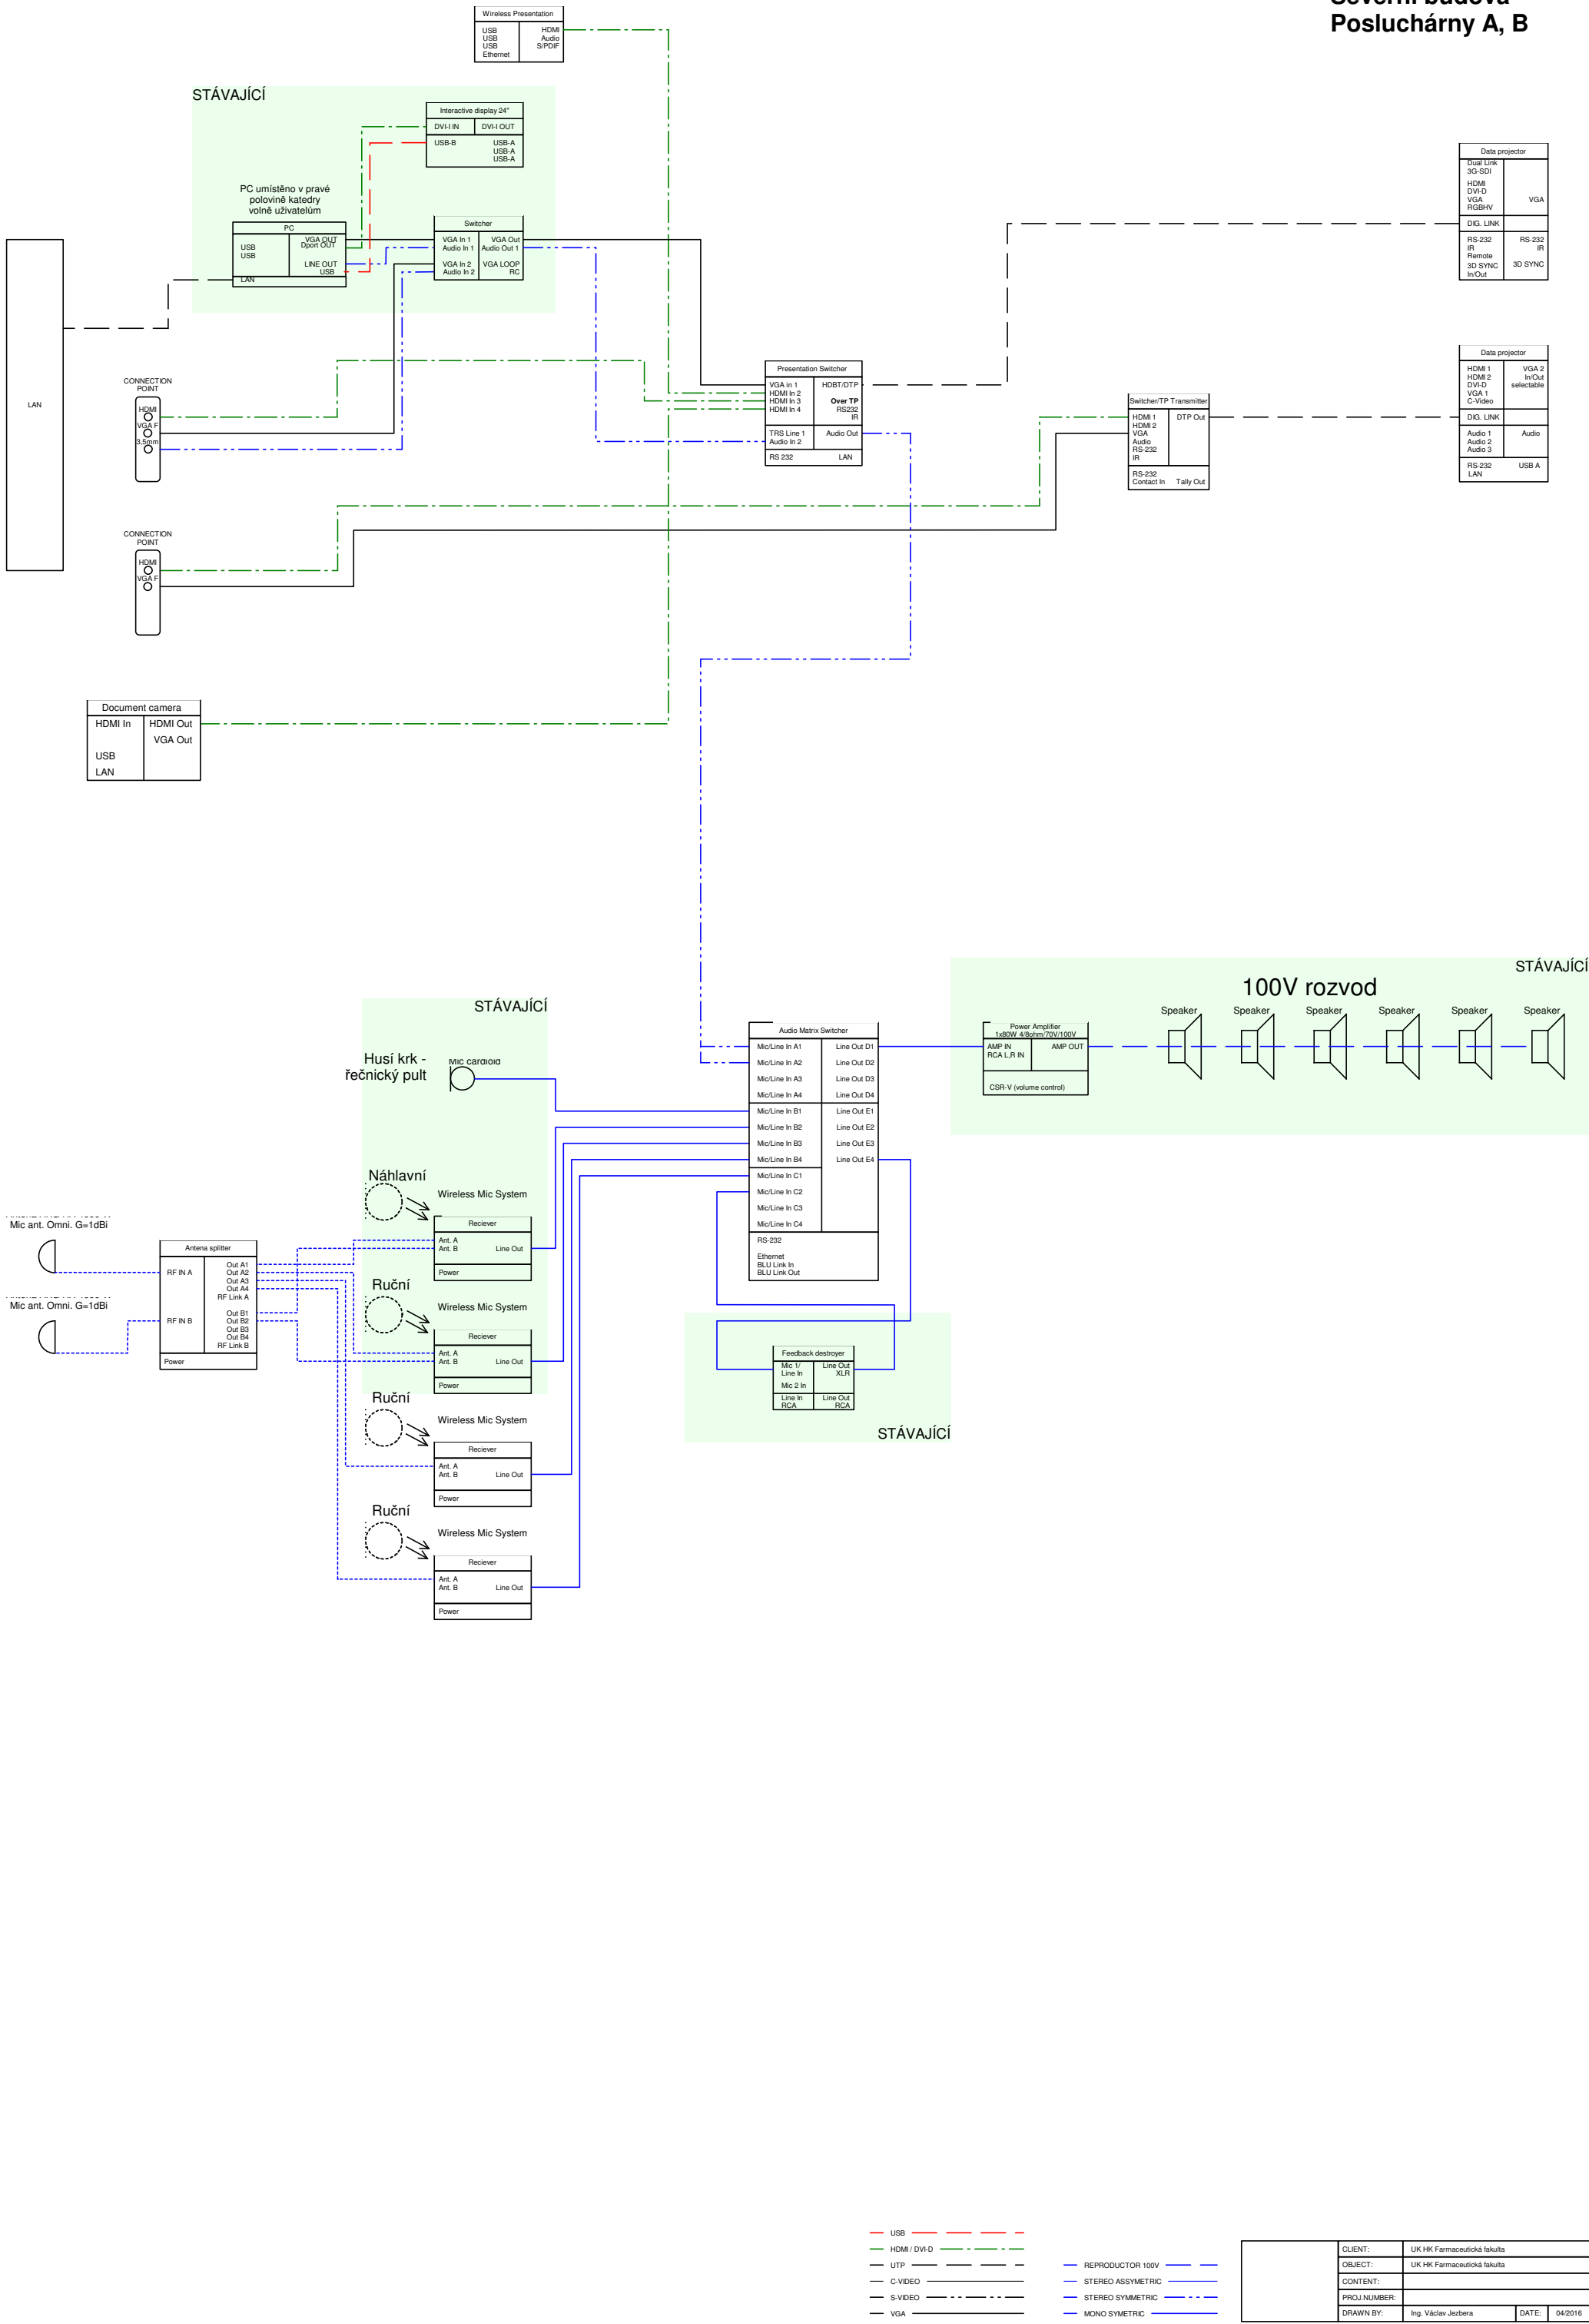 Severní budova
Posluchárny A, B
Wireless Presentation
USB HDMI
USB Audio
USB S/PDIF
Ethernet
STÁVAJÍCÍ
Interactive display 24"
DVI-I IN DVI-I OUT
USB-B USB-A
USB-A
USB-A
PC umístěno v pravé
polovině katedry
volně uživatelům
PC
VGA OUT
USB Dport OUT
USB
LINE OUT
USB
LAN
Switcher
VGA In 1 VGA Out
Audio In 1 Audio Out 1
VGA In 2 VGA LOOP
Audio In 2 RC
Data projector
Dual Link
3G-SDI
HDMI
DVI-D
VGA VGA
RGBHV
DIG. LINK
RS-232 RS-232
IR IR
Remote
3D SYNC 3D SYNC
In/Out
LAN
CONNECTION
POINT
HDMI
VGA F
3.5mm
Presentation Switcher
VGA in 1 HDBT/DTP
HDMI In 2
HDMI In 3 Over TP
HDMI In 4 RS232
IR
TRS Line 1 Audio Out
Audio In 2
RS 232 LAN
Switcher/TP Transmitter
HDMI 1 DTP Out
HDMI 2
VGA
Audio
RS-232
IR
RS-232
Contact In Tally Out
Data projector
HDMI 1 VGA 2
HDMI 2 In/Out
DVI-D selectable
VGA 1
C-Video
DIG. LINK
Audio 1 Audio
Audio 2
Audio 3
RS-232 USB A
LAN
CONNECTION
POINT
HDMI
VGA F
Document camera
HDMI In HDMI Out
VGA Out
USB
LAN
STÁVAJÍCÍ
100V rozvod
Speaker Speaker Speaker Speaker Speaker Speaker
Power Amplifier
1x80W 4/8ohm/70V/100V
AMP IN AMP OUT
RCA L,R IN
CSR-V (volume control)
STÁVAJÍCÍ
Husí krk -
řečnický pult
Mic cardioid
Audio Matrix Switcher
Mic/Line In A1 Line Out D1
Mic/Line In A2 Line Out D2
Mic/Line In A3 Line Out D3
Mic/Line In A4 Line Out D4
Mic/Line In B1 Line Out E1
Mic/Line In B2 Line Out E2
Mic/Line In B3 Line Out E3
Mic/Line In B4 Line Out E4
Mic/Line In C1
Mic/Line In C2
Mic/Line In C3
Mic/Line In C4
RS-232
Ethernet
BLU Link In
BLU Link Out
Mic ant. Omni. G=1dBi
Mic ant. Omni. G=1dBi
Antena splitter
RF IN A Out A1
Out A2
Out A3
Out A4
RF Link A
RF IN B Out B1
Out B2
Out B3
Out B4
RF Link B
Power
Náhlavní
Wireless Mic System
Reciever
Ant. A
Ant. B Line Out
Power
Ruční
Wireless Mic System
Reciever
Ant. A
Ant. B Line Out
Power
Ruční
Wireless Mic System
Reciever
Ant. A
Ant. B Line Out
Power
Ruční
Wireless Mic System
Reciever
Ant. A
Ant. B Line Out
Power
Feedback destroyer
Mic 1/ Line Out
Line In XLR
Mic 2 In
Line In Line Out
RCA RCA
STÁVAJÍCÍ
USB
HDMI / DVI-D
UTP
C-VIDEO
S-VIDEO
VGA
REPRODUCTOR 100V
STEREO ASSYMETRIC
STEREO SYMMETRIC
MONO SYMETRIC
CLIENT: UK HK Farmaceutická fakulta
OBJECT: UK HK Farmaceutická fakulta
CONTENT:
PROJ.NUMBER:
DRAWN BY: Ing. Václav Jezbera DATE: 04/2016